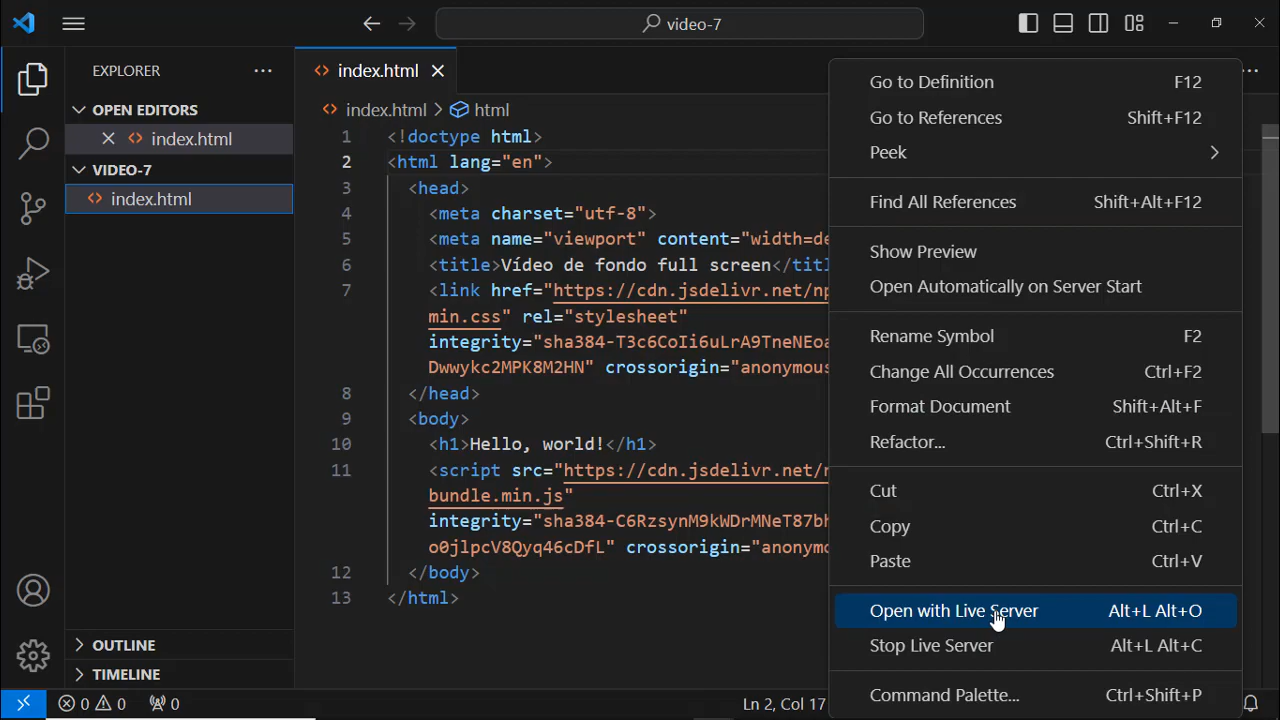 video-7
EXPLORER
OPEN EDITORS
index.html
VIDEO-7
index.html
OUTLINE
TIMELINE
index.html
index.html > html
1 <!doctype html>
2 <html lang="en">
3 <head>
4 <meta charset="utf-8">
5 <meta name="viewport" content="width=de
6 <title>Vídeo de fondo full screen</titl
7 <link href="https://cdn.jsdelivr.net/np
min.css" rel="stylesheet"
integrity="sha384-T3c6CoIi6uLrA9TneNEoa
Dwwykc2MPK8M2HN" crossorigin="anonymous
8 </head>
9 <body>
10 <h1>Hello, world!</h1>
11 <script src="https://cdn.jsdelivr.net/n
bundle.min.js"
integrity="sha384-C6RzsynM9kWDrMNeT87bh
o0jlpcV8Qyq46cDfL" crossorigin="anonymo
12 </body>
13 </html>
Go to Definition F12
Go to References Shift+F12
Peek
Find All References Shift+Alt+F12
Show Preview
Open Automatically on Server Start
Rename Symbol F2
Change All Occurrences Ctrl+F2
Format Document Shift+Alt+F
Refactor... Ctrl+Shift+R
Cut Ctrl+X
Copy Ctrl+C
Paste Ctrl+V
Open with Live Server Alt+L Alt+O
Stop Live Server Alt+L Alt+C
Command Palette... Ctrl+Shift+P
0 0 0
Ln 2, Col 17